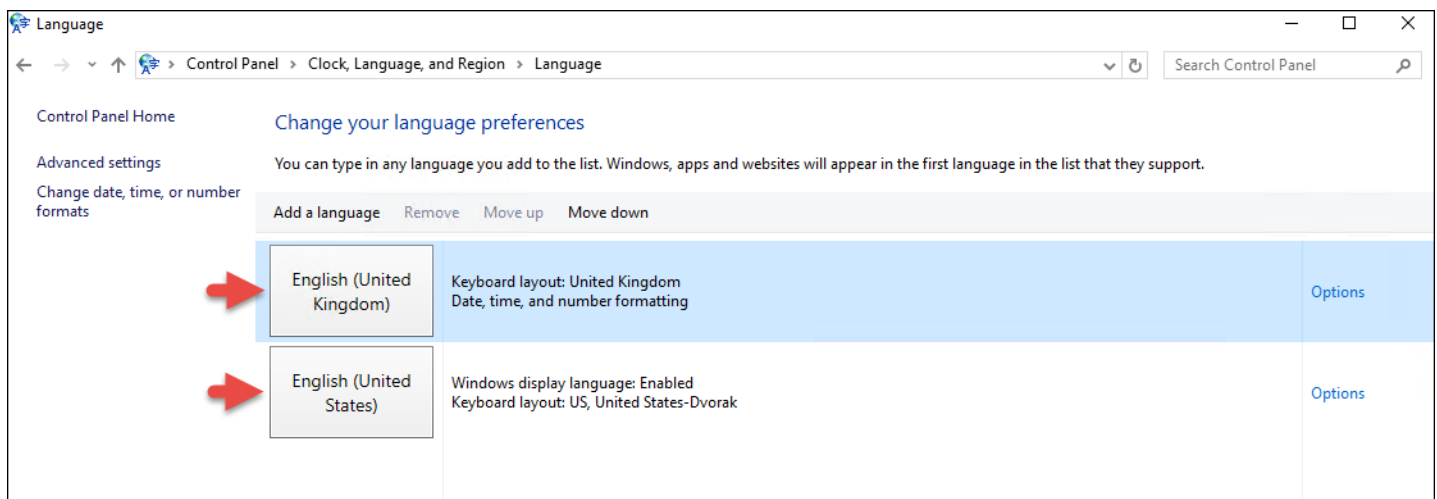 Language
Control Panel > Clock, Language, and Region > Language
Search Control Panel
Control Panel Home
Advanced settings
Change date, time, or number
formats
Change your language preferences
You can type in any language you add to the list. Windows, apps and websites will appear in the first language in the list that they support.
Add a language Remove Move up Move down
English (United
Kingdom)
Keyboard layout: United Kingdom
Date, time, and number formatting
Options
English (United
States)
Windows display language: Enabled
Keyboard layout: US, United States-Dvorak
Options